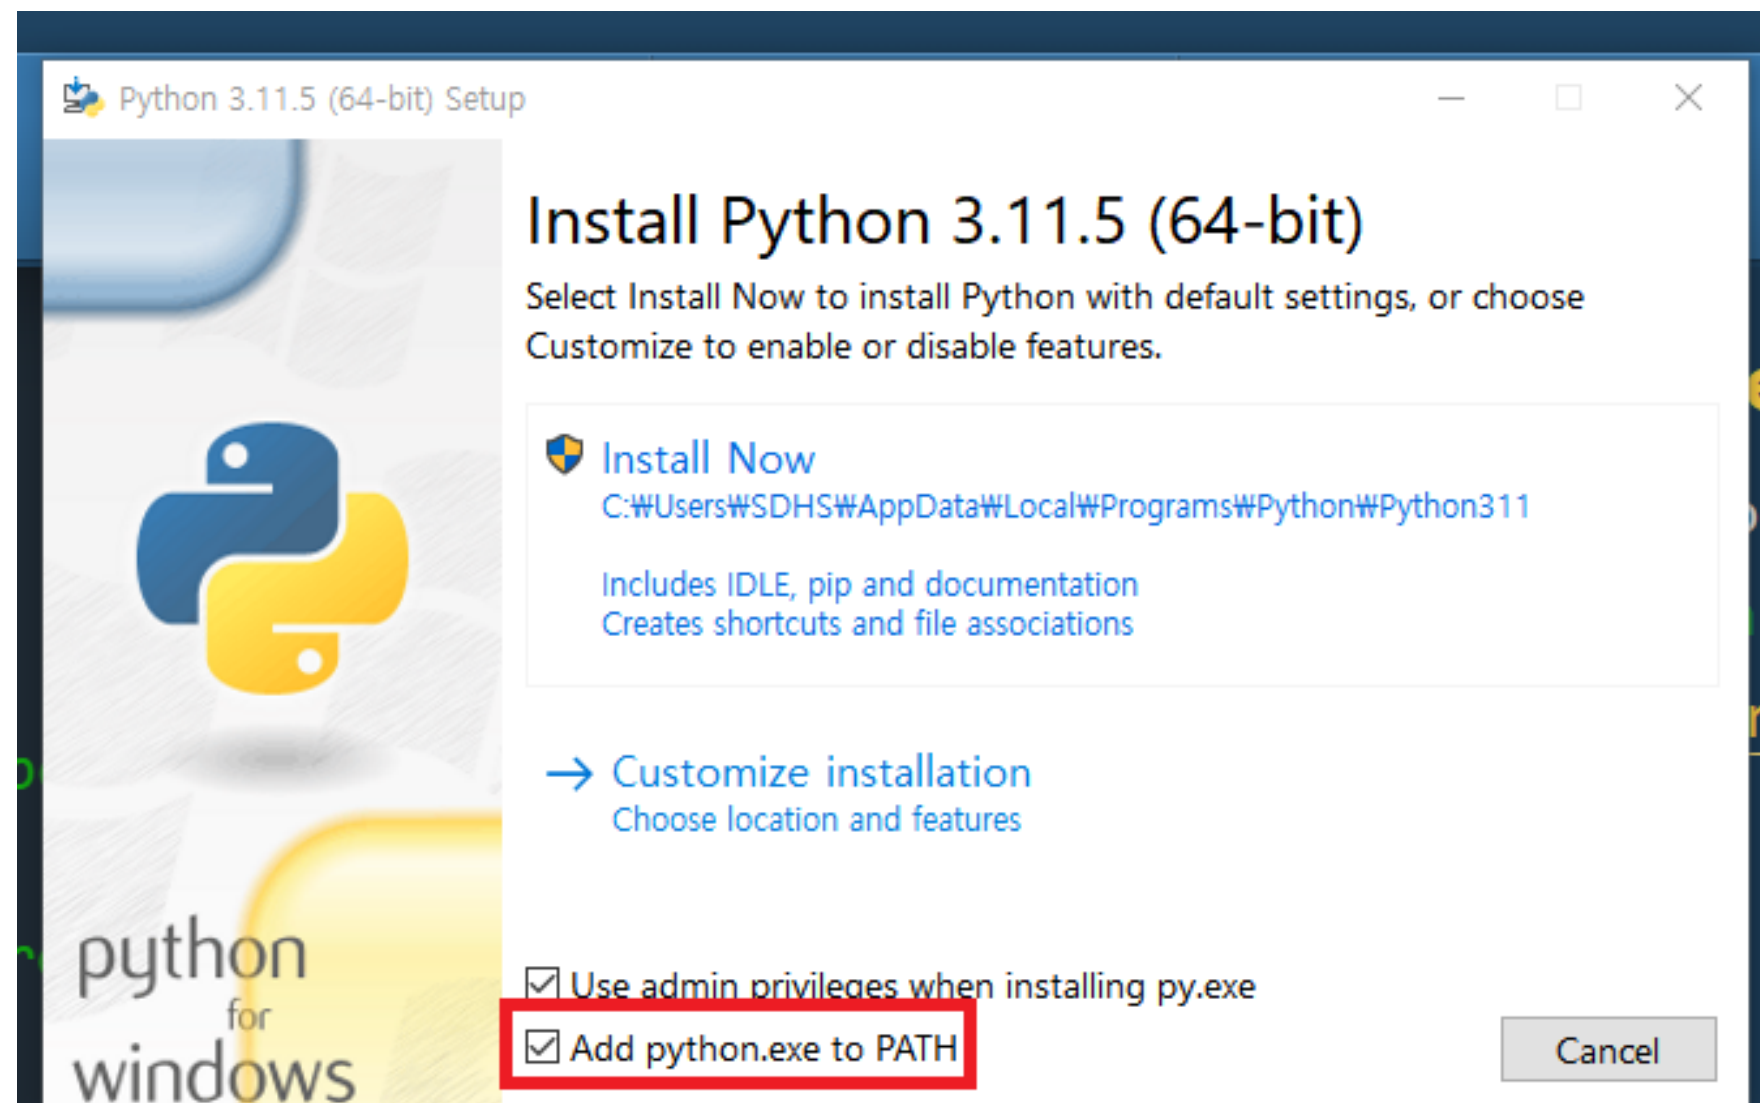 Python 3.11.5 (64-bit) Setup
Install Python 3.11.5 (64-bit)
Select Install Now to install Python with default settings, or choose
Customize to enable or disable features.
Install Now
C:₩Users₩SDHS₩AppData₩Local₩Programs₩Python₩Python311
Includes IDLE, pip and documentation
Creates shortcuts and file associations
Customize installation
Choose location and features
python
for
windows
Use admin privileges when installing py.exe
Add python.exe to PATH
Cancel